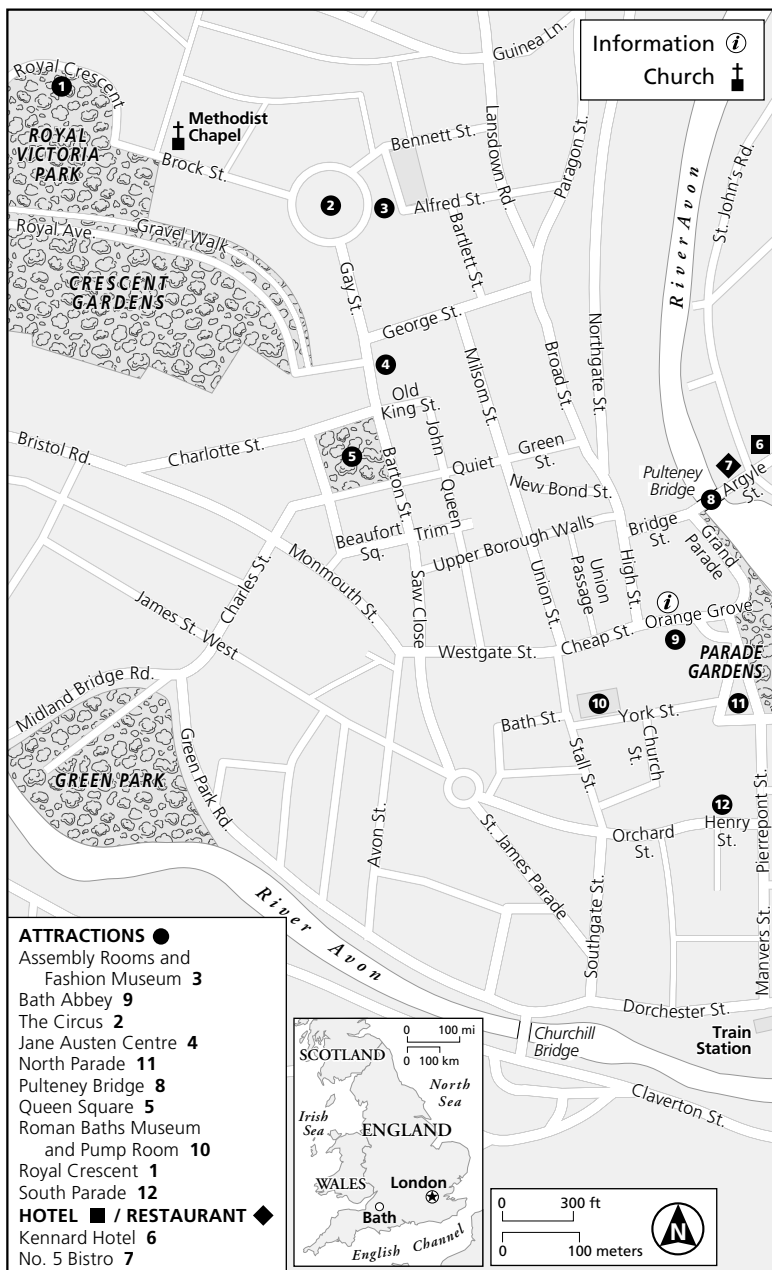 Guinea Ln.
Information i
Church
Royal Crescent
1
Methodist
Chapel
ROYAL
VICTORIA
PARK
Brock St.
Bennett St.
Lansdown Rd.
Paragon St.
2
3
Alfred St.
Bartlett St.
River Avon
St. John's Rd.
Royal Ave.
Gravel Walk
CRESCENT
GARDENS
Gay St.
George St.
4
Milsom St.
Broad St.
Northgate St.
Old
King St.
John
Queen
Bristol Rd.
Charlotte St.
5
Barton St.
Quiet
Green
St.
New Bond St.
6
7
Pulteney
Bridge
8
Argyle
St.
Beaufort
Sq.
Trim
Upper Borough Walls
Bridge
St.
Grand
Parade
Monmouth St.
Charles St.
Saw Close
Union St.
Union
Passage
High St.
i
James St. West
Westgate St.
Cheap St.
Orange Grove
9
PARADE
GARDENS
Midland Bridge Rd.
10
11
Bath St.
York St.
Stall St.
Church
St.
GREEN PARK
Green Park Rd.
Avon St.
12
Henry
St.
Orchard
St.
Pierrepont St.
St. James Parade
Southgate St.
Manvers St.
River Avon
Dorchester St.
Train
Station
Churchill
Bridge
Claverton St.
ATTRACTIONS
Assembly Rooms and
Fashion Museum 3
Bath Abbey 9
The Circus 2
Jane Austen Centre 4
North Parade 11
Pulteney Bridge 8
Queen Square 5
Roman Baths Museum
and Pump Room 10
Royal Crescent 1
South Parade 12
HOTEL / RESTAURANT
Kennard Hotel 6
No. 5 Bistro 7
0 100 mi
0 100 km
SCOTLAND
North
Sea
Irish
Sea
ENGLAND
WALES
London
Bath
English Channel
0 300 ft
0 100 meters
N